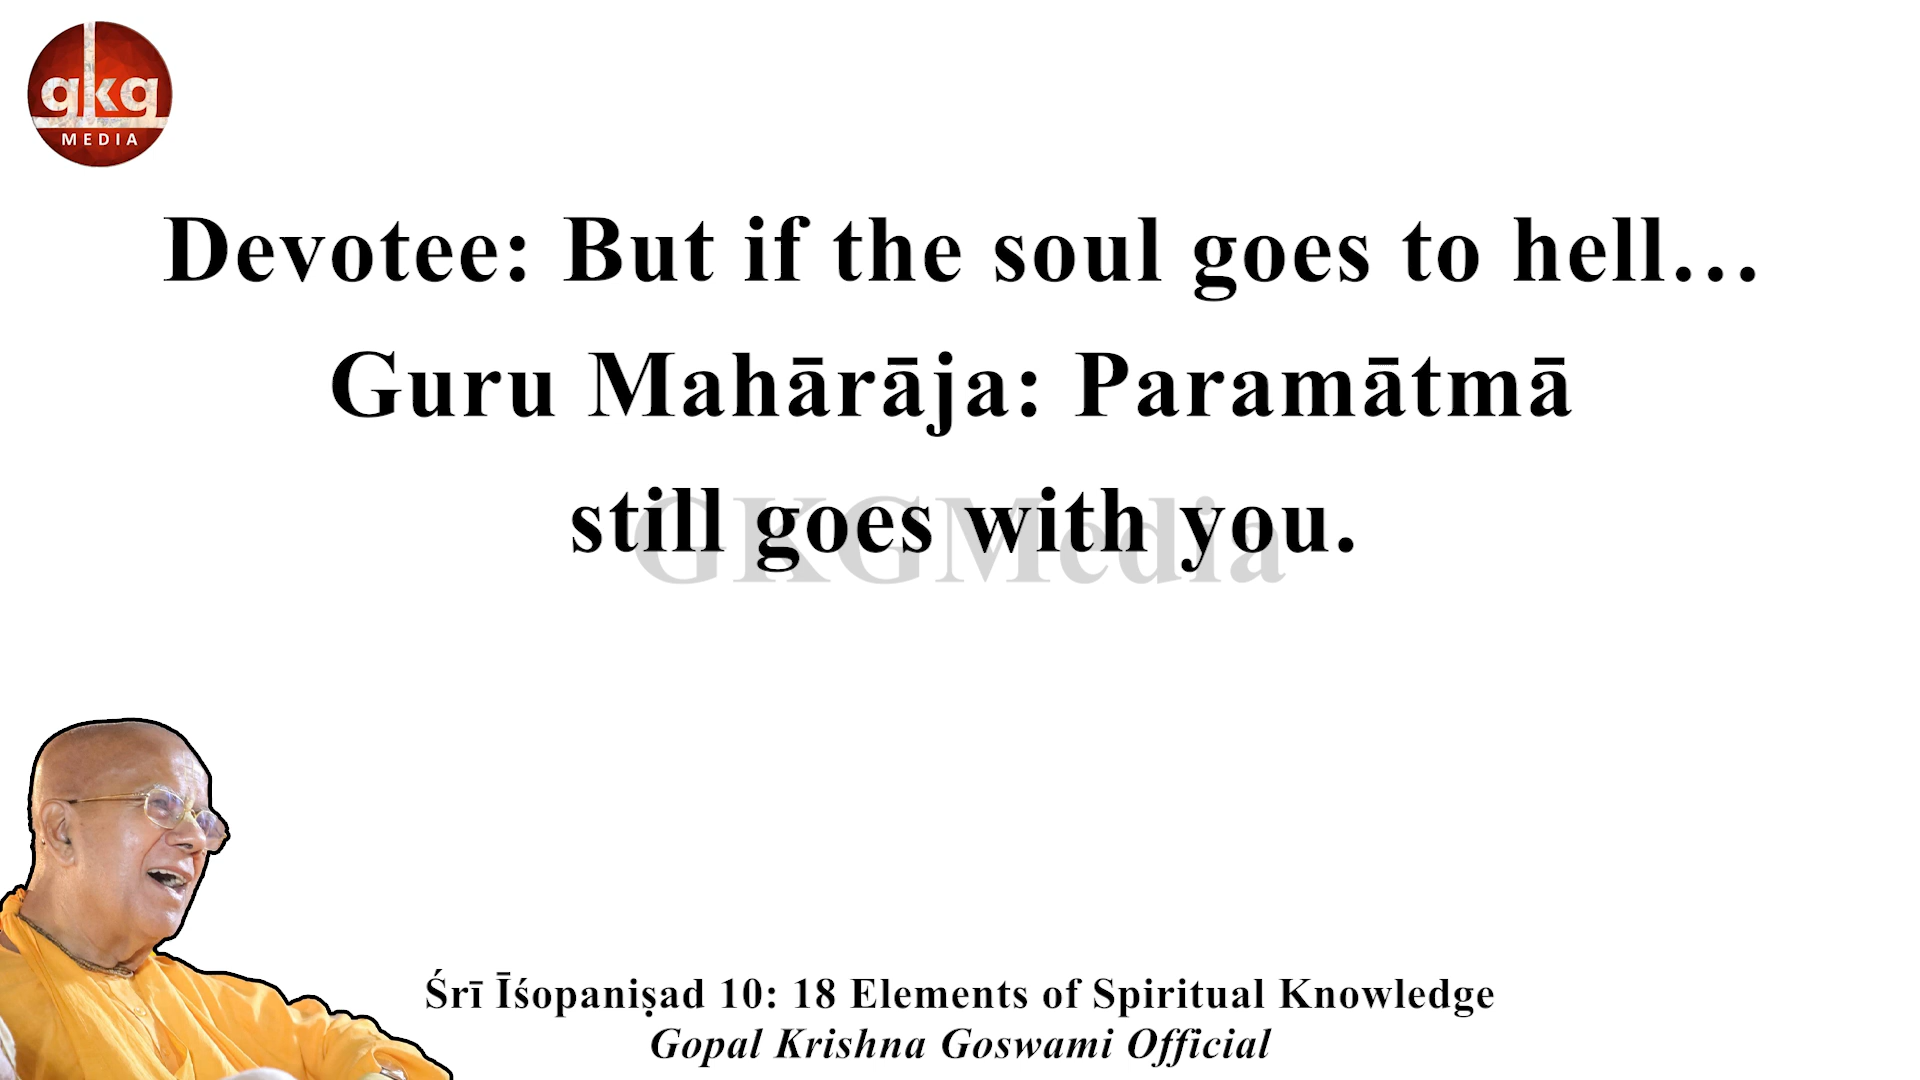 gkg
MEDIA
Devotee: But if the soul goes to hell…
Guru Mahārāja: Paramātmā
still goes with you.
GKGMedia
Śrī Īśopaniṣad 10: 18 Elements of Spiritual Knowledge
Gopal Krishna Goswami Official